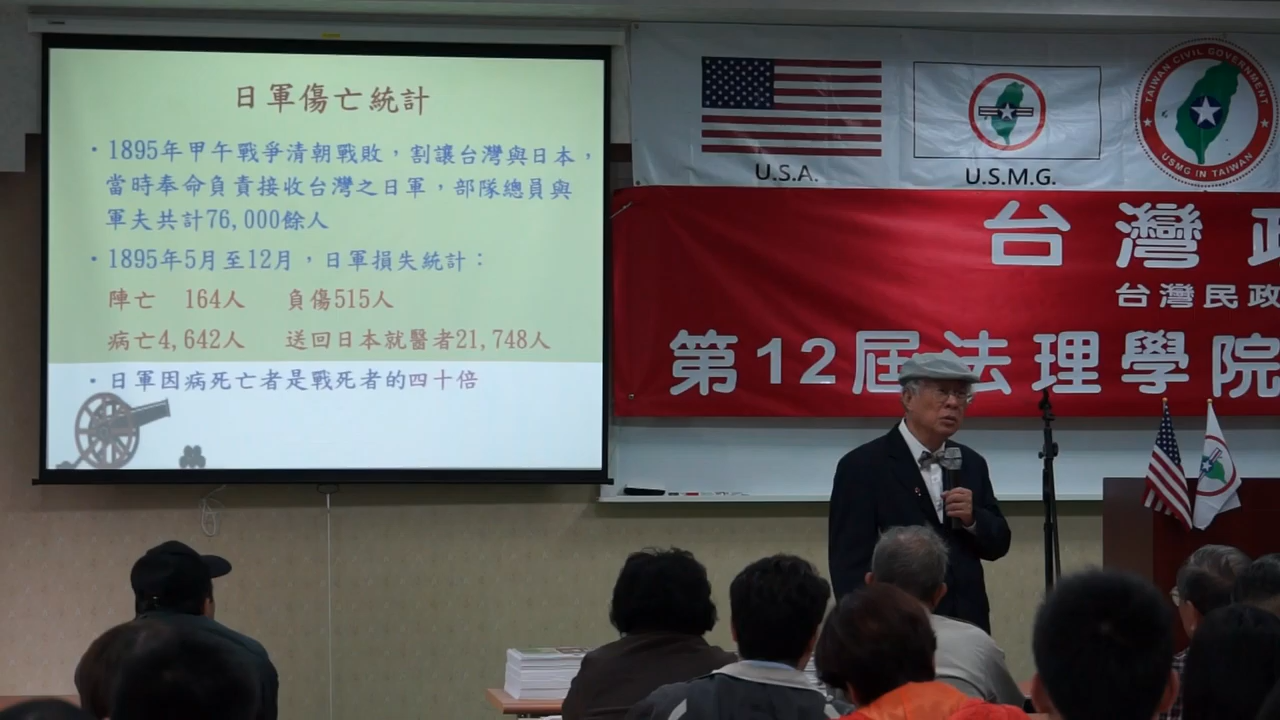 日軍傷亡統計
・1895年甲午戰爭清朝戰敗，割讓台灣與日本，
當時奉命負責接收台灣之日軍，部隊總員與
軍夫共計76,000餘人
・1895年5月至12月，日軍損失統計：
陣亡　164人　　負傷515人
病亡4,642人　　送回日本就醫者21,748人
・日軍因病死亡者是戰死者的四十倍
U.S.A.
U.S.M.G.
TAIWAN CIVIL GOVERNMENT
USMG IN TAIWAN
台灣政
台灣民政
第12屆法理學院